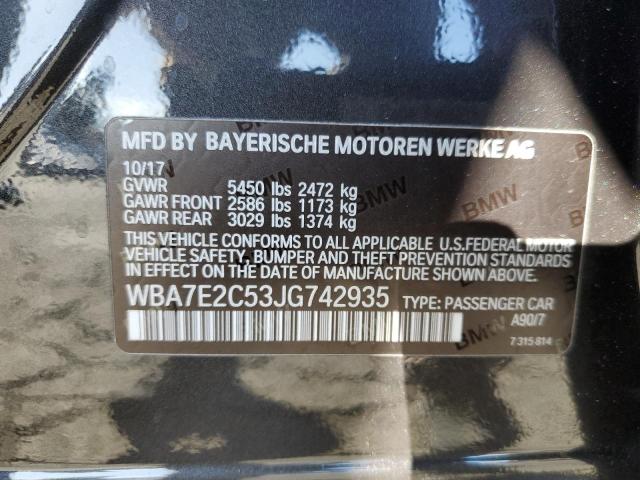 MFD BY BAYERISCHE MOTOREN WERKE AG
10/17
GVWR 5450 lbs 2472 kg
GAWR FRONT 2586 lbs 1173 kg
GAWR REAR 3029 lbs 1374 kg
THIS VEHICLE CONFORMS TO ALL APPLICABLE U.S.FEDERAL MOTOR
VEHICLE SAFETY, BUMPER AND THEFT PREVENTION STANDARDS
IN EFFECT ON THE DATE OF MANUFACTURE SHOWN ABOVE.
WBA7E2C53JG742935 TYPE: PASSENGER CAR
A90/7
7 315 814